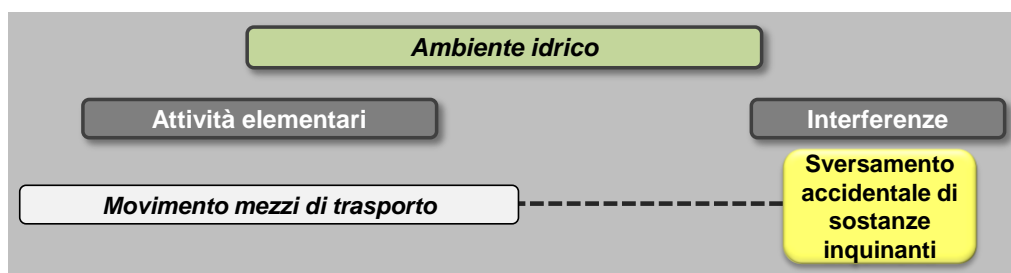 Ambiente idrico
Attività elementari
Interferenze
Movimento mezzi di trasporto
Sversamento
accidentale di
sostanze
inquinanti